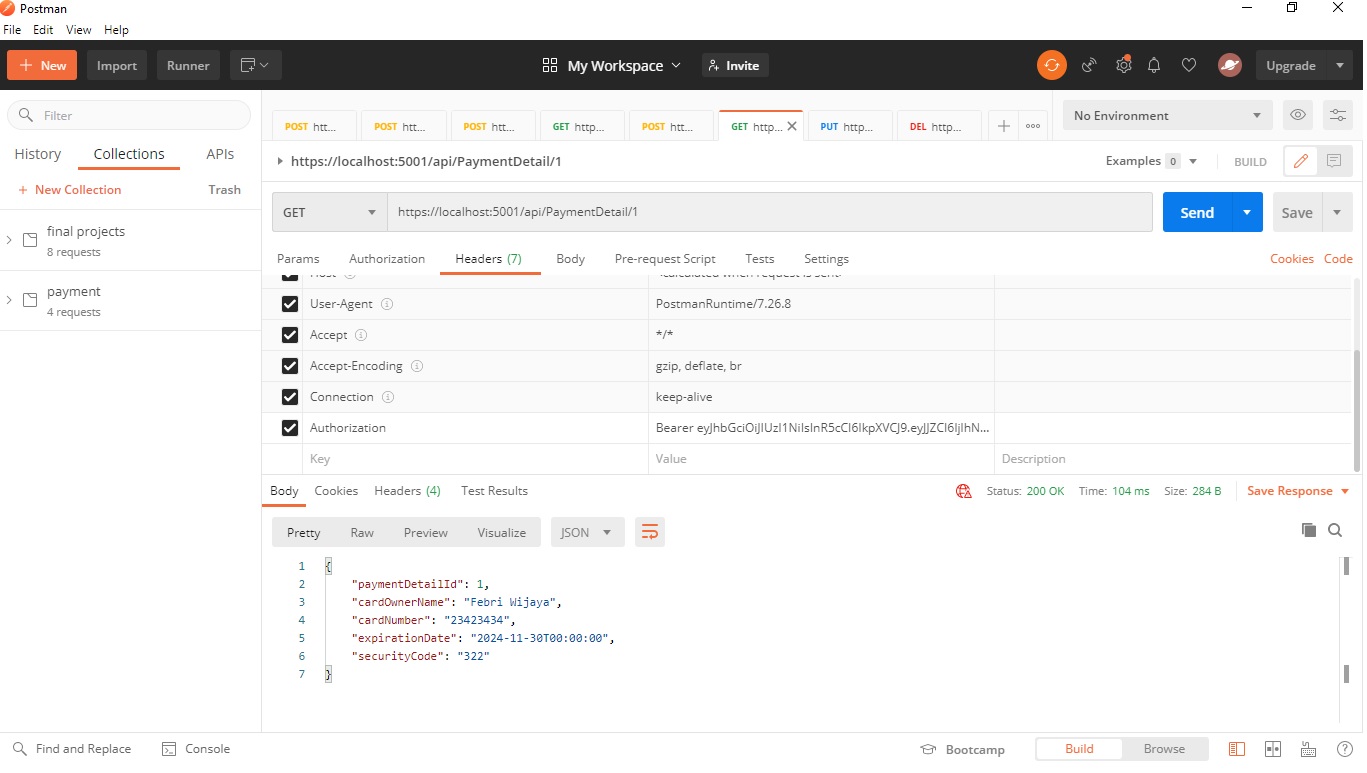 Postman
File Edit View Help
New Import Runner My Workspace Invite Upgrade
Filter
History Collections APIs
New Collection Trash
final projects
8 requests
payment
4 requests
POST htt... POST htt... POST htt... GET http... POST htt... GET http... PUT http... DEL http... No Environment
https://localhost:5001/api/PaymentDetail/1 Examples 0 BUILD
GET https://localhost:5001/api/PaymentDetail/1 Send Save
Params Authorization Headers (7) Body Pre-request Script Tests Settings Cookies Code
Host <calculated when request is sent>
User-Agent PostmanRuntime/7.26.8
Accept */*
Accept-Encoding gzip, deflate, br
Connection keep-alive
Authorization Bearer eyJhbGciOiJIUzI1NiIsInR5cCI6IkpXVCJ9.eyJJZCI6IjlhN...
Key Value Description
Body Cookies Headers (4) Test Results Status: 200 OK Time: 104 ms Size: 284 B Save Response
Pretty Raw Preview Visualize JSON
1 {
2 "paymentDetailId": 1,
3 "cardOwnerName": "Febri Wijaya",
4 "cardNumber": "23423434",
5 "expirationDate": "2024-11-30T00:00:00",
6 "securityCode": "322"
7 }
Find and Replace Console Bootcamp Build Browse